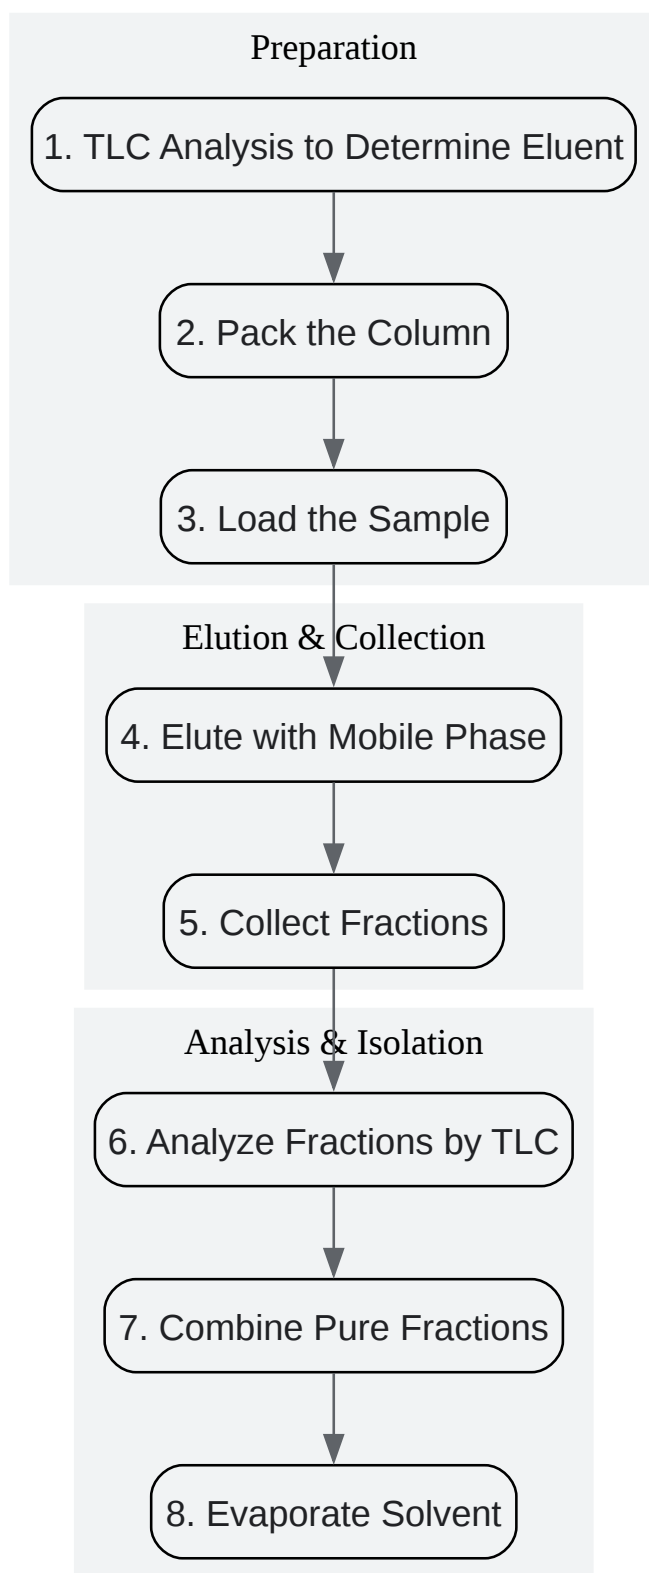 Preparation
1. TLC Analysis to Determine Eluent
2. Pack the Column
3. Load the Sample
Elution & Collection
4. Elute with Mobile Phase
5. Collect Fractions
Analysis & Isolation
6. Analyze Fractions by TLC
7. Combine Pure Fractions
8. Evaporate Solvent